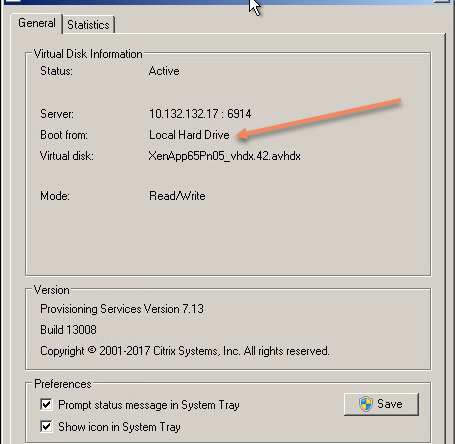 General Statistics
Virtual Disk Information
Status: Active
Server: 10.132.132.17 : 6914
Boot from: Local Hard Drive
Virtual disk: XenApp65Pn05_vhdx.42.avhdx
Mode: Read/Write
Version
Provisioning Services Version 7.13
Build 13008
Copyright © 2001-2017 Citrix Systems, Inc. All rights reserved.
Preferences
Prompt status message in System Tray Save
Show icon in System Tray